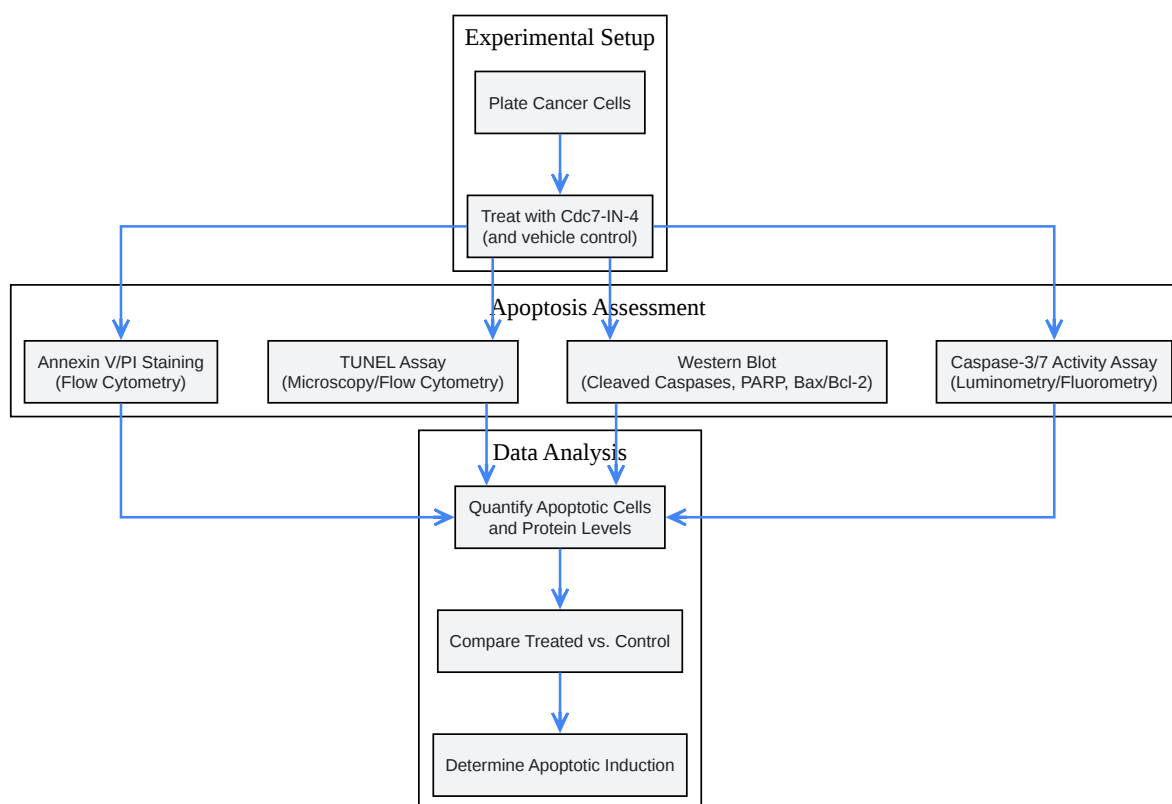 Experimental Setup
Plate Cancer Cells
Treat with Cdc7-IN-4
(and vehicle control)
Apoptosis Assessment
Annexin V/PI Staining
(Flow Cytometry)
TUNEL Assay
(Microscopy/Flow Cytometry)
Western Blot
(Cleaved Caspases, PARP, Bax/Bcl-2)
Caspase-3/7 Activity Assay
(Luminometry/Fluorometry)
Data Analysis
Quantify Apoptotic Cells
and Protein Levels
Compare Treated vs. Control
Determine Apoptotic Induction